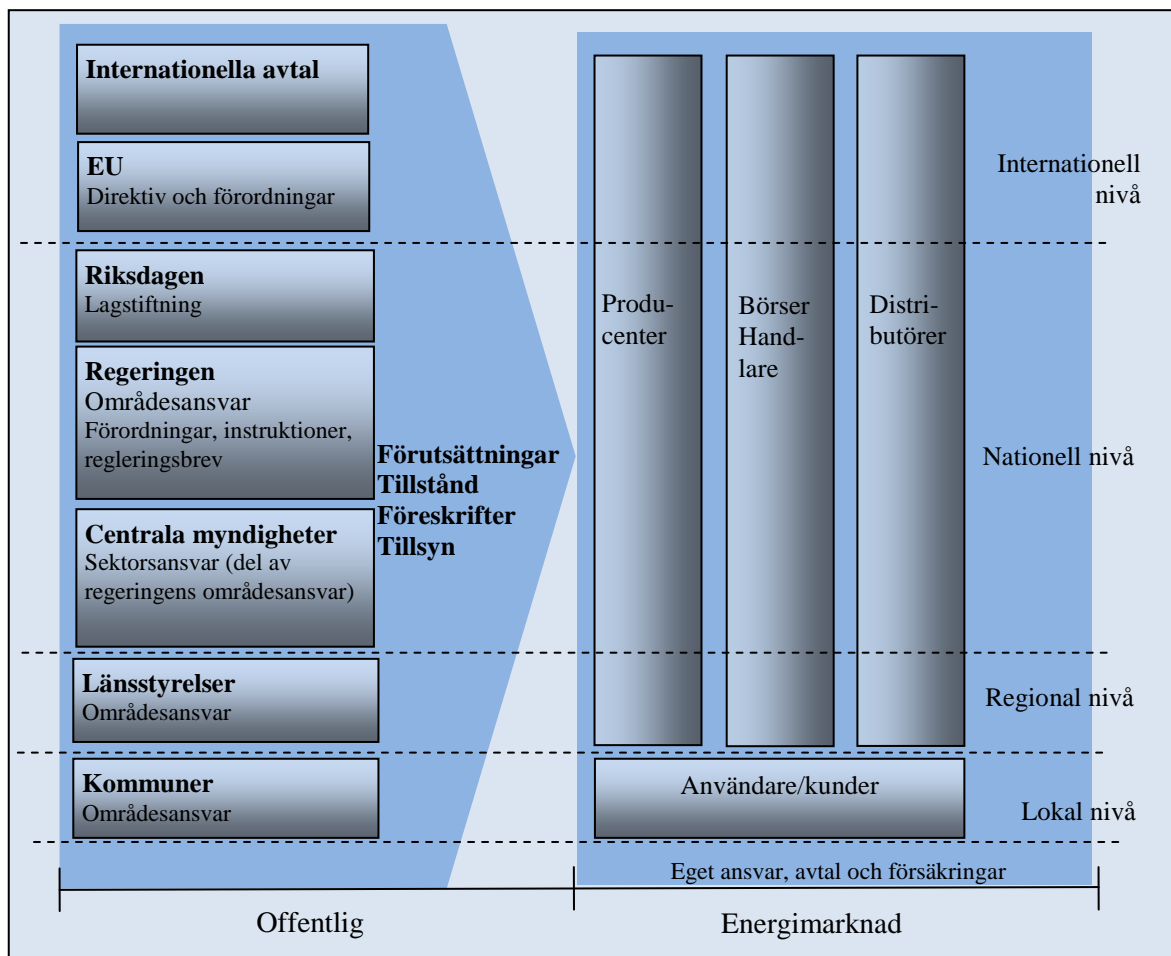 Internationella avtal
EU
Direktiv och förordningar
Riksdagen
Lagstiftning
Regeringen
Områdesansvar
Förordningar, instruktioner,
regleringsbrev
Centrala myndigheter
Sektorsansvar (del av
regeringens områdesansvar)
Länsstyrelser
Områdesansvar
Kommuner
Områdesansvar
Förutsättningar
Tillstånd
Föreskrifter
Tillsyn
Produ-
center
Börser
Hand-
lare
Distri-
butörer
Användare/kunder
Eget ansvar, avtal och försäkringar
Internationell
nivå
Nationell nivå
Regional nivå
Lokal nivå
Offentlig
Energimarknad